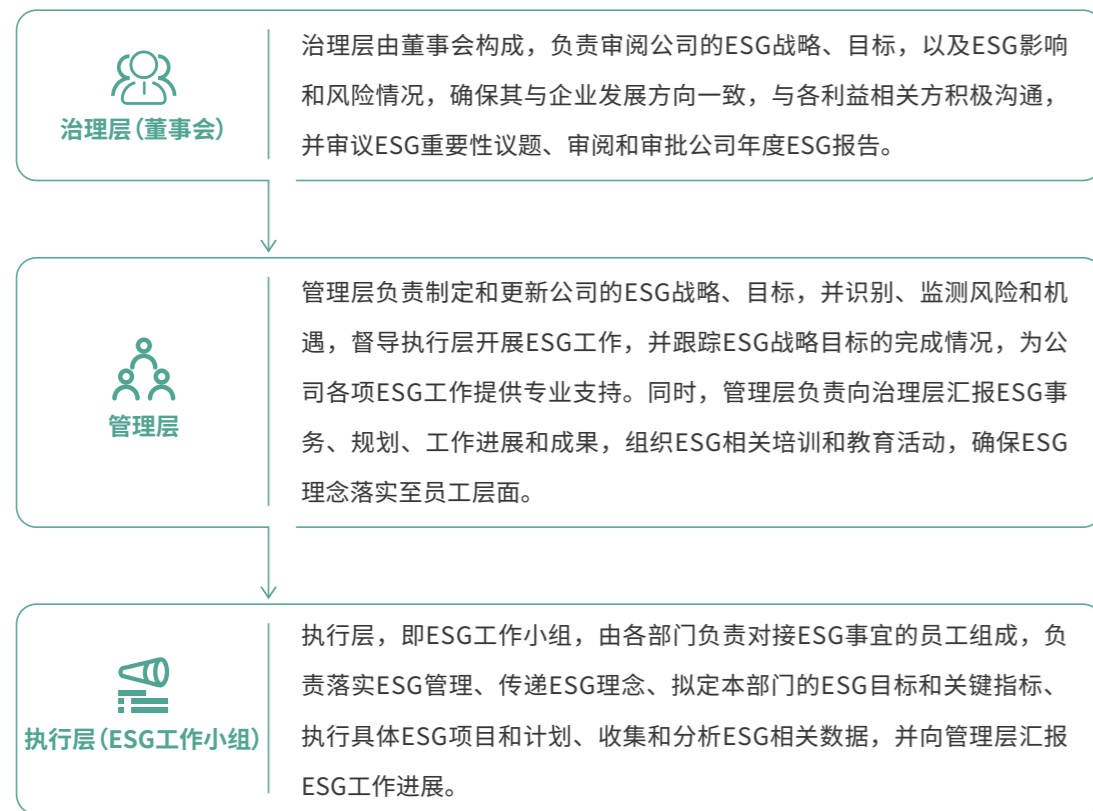 治理层（董事会）
治理层由董事会构成，负责审阅公司的ESG战略、目标，以及ESG影响
和风险情况，确保其与企业发展方向一致，与各利益相关方积极沟通，
并审议ESG重要性议题、审阅和审批公司年度ESG报告。
管理层
管理层负责制定和更新公司的ESG战略、目标，并识别、监测风险和机
遇，督导执行层开展ESG工作，并跟踪ESG战略目标的完成情况，为公
司各项ESG工作提供专业支持。同时，管理层负责向治理层汇报ESG事
务、规划、工作进展和成果，组织ESG相关培训和教育活动，确保ESG
理念落实至员工层面。
执行层（ESG工作小组）
执行层，即ESG工作小组，由各部门负责对接ESG事宜的员工组成，负
责落实ESG管理、传递ESG理念、拟定本部门的ESG目标和关键指标、
执行具体ESG项目和计划、收集和分析ESG相关数据，并向管理层汇报
ESG工作进展。